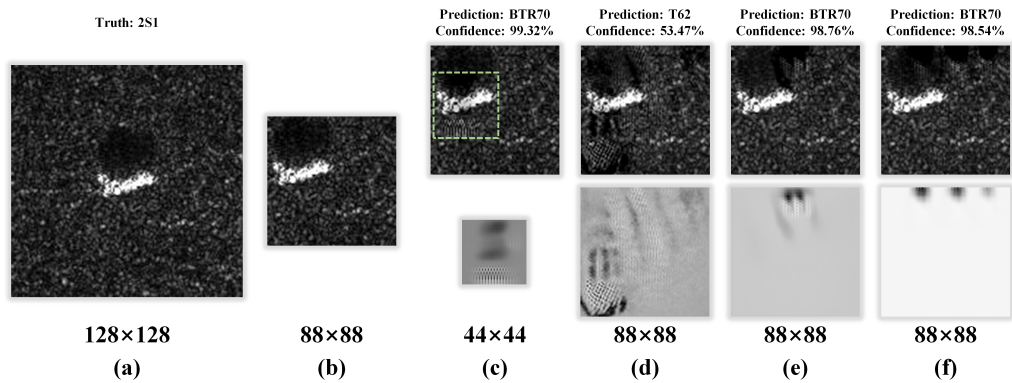 Truth: 2S1
Prediction: BTR70
Confidence: 99.32%
Prediction: T62
Confidence: 53.47%
Prediction: BTR70
Confidence: 98.76%
Prediction: BTR70
Confidence: 98.54%
128×128
88×88
44×44
88×88
88×88
88×88
(a)
(b)
(c)
(d)
(e)
(f)